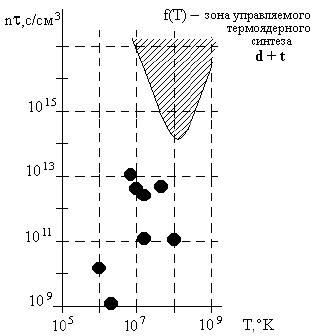 nτ,с/см³
f(T) – зона управляемого
термоядерного
синтеза
d + t
10¹⁵
10¹³
10¹¹
10⁹
10⁵ 10⁷ 10⁹
T,°K